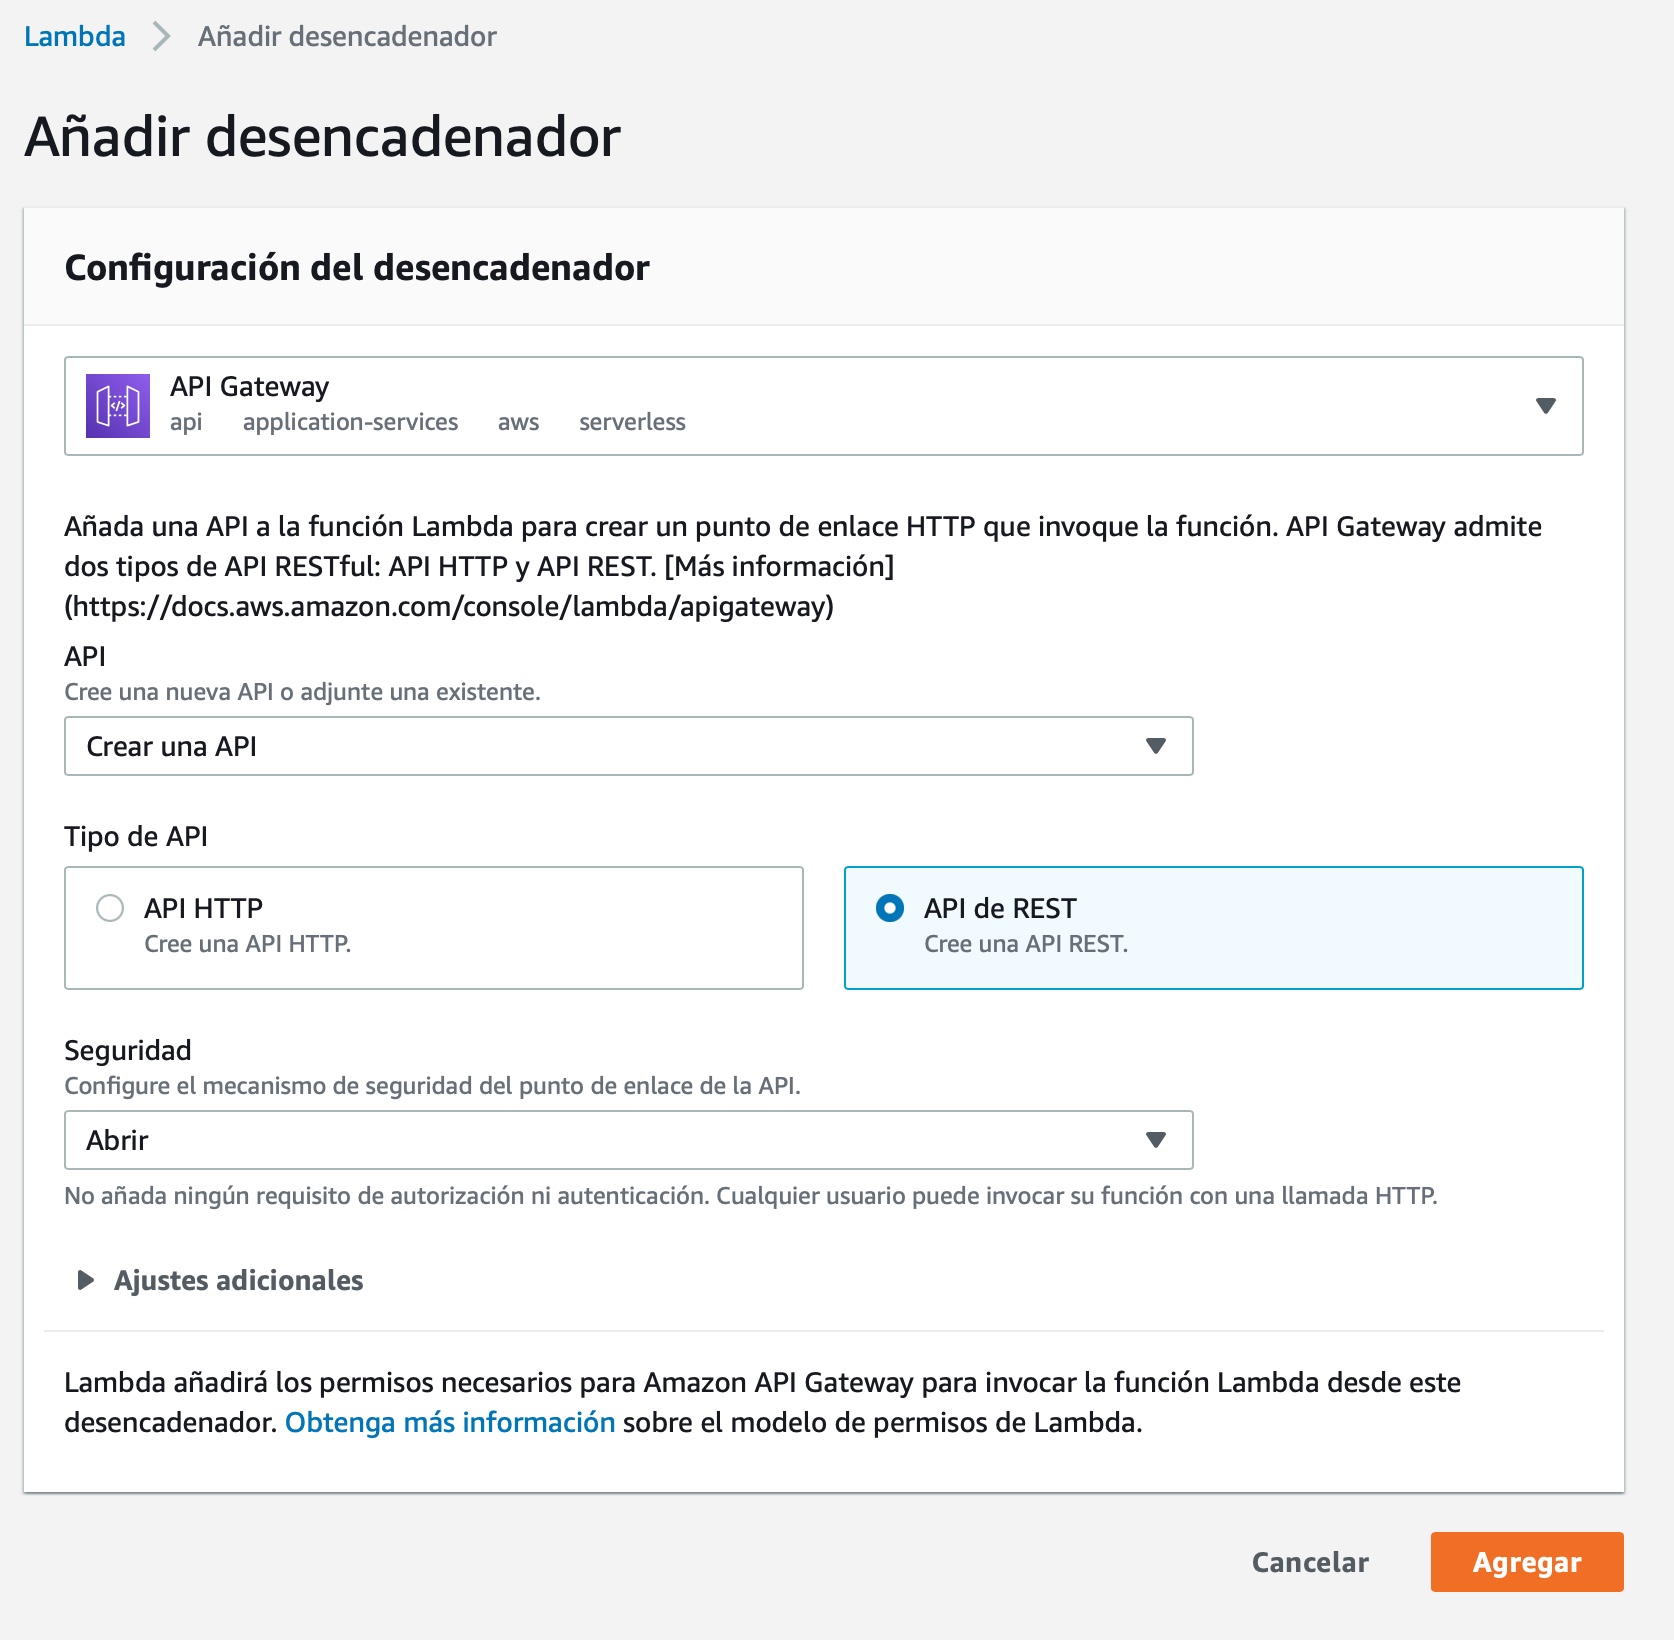 Lambda > Añadir desencadenador
Añadir desencadenador
Configuración del desencadenador
API Gateway
api application-services aws serverless
Añada una API a la función Lambda para crear un punto de enlace HTTP que invoque la función. API Gateway admite
dos tipos de API RESTful: API HTTP y API REST. [Más información]
(https://docs.aws.amazon.com/console/lambda/apigateway)
API
Cree una nueva API o adjunte una existente.
Crear una API
Tipo de API
API HTTP
Cree una API HTTP.
API de REST
Cree una API REST.
Seguridad
Configure el mecanismo de seguridad del punto de enlace de la API.
Abrir
No añada ningún requisito de autorización ni autenticación. Cualquier usuario puede invocar su función con una llamada HTTP.
Ajustes adicionales
Lambda añadirá los permisos necesarios para Amazon API Gateway para invocar la función Lambda desde este
desencadenador. Obtenga más información sobre el modelo de permisos de Lambda.
Cancelar Agregar